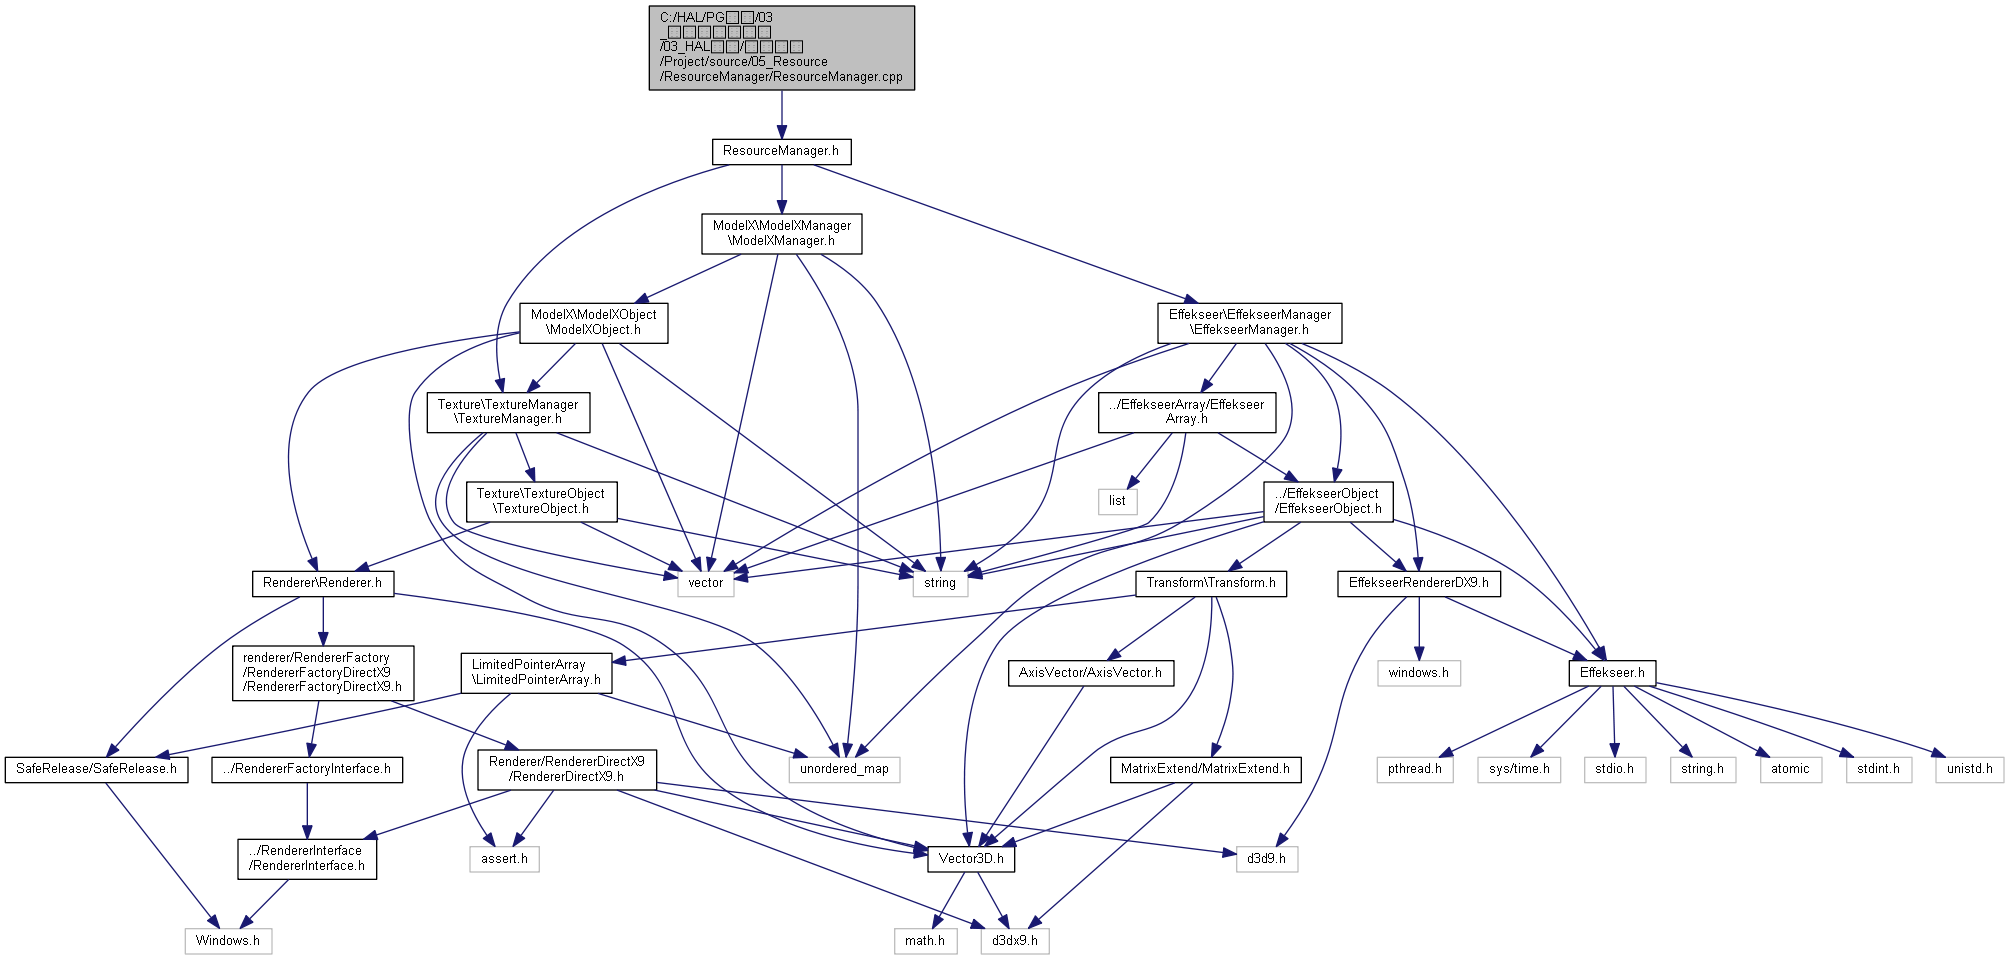 C:/HAL/PG□□/03
_□□□□□□□
/03_HAL□□/□□□□
/Project/source/05_Resource
/ResourceManager/ResourceManager.cpp
ResourceManager.h
ModelX\ModelXManager
\ModelXManager.h
ModelX\ModelXObject
\ModelXObject.h
Effekseer\EffekseerManager
\EffekseerManager.h
Texture\TextureManager
\TextureManager.h
../EffekseerArray/Effekseer
Array.h
Texture\TextureObject
\TextureObject.h
list
../EffekseerObject
/EffekseerObject.h
Renderer\Renderer.h
vector
string
Transform\Transform.h
EffekseerRendererDX9.h
renderer/RendererFactory
/RendererFactoryDirectX9
/RendererFactoryDirectX9.h
LimitedPointerArray
\LimitedPointerArray.h
AxisVector/AxisVector.h
windows.h
Effekseer.h
SafeRelease/SafeRelease.h
../RendererFactoryInterface.h
Renderer/RendererDirectX9
/RendererDirectX9.h
unordered_map
MatrixExtend/MatrixExtend.h
pthread.h
sys/time.h
stdio.h
string.h
atomic
stdint.h
unistd.h
../RendererInterface
/RendererInterface.h
assert.h
Vector3D.h
d3d9.h
Windows.h
math.h
d3dx9.h